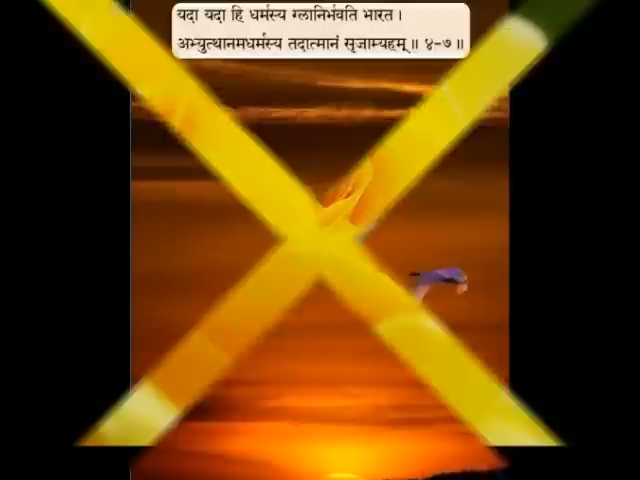 यदा यदा हि धर्मस्य ग्लानिर्भवति भारत ।
अभ्युत्थानमधर्मस्य तदात्मानं सृजाम्यहम् ॥ ४-७ ॥